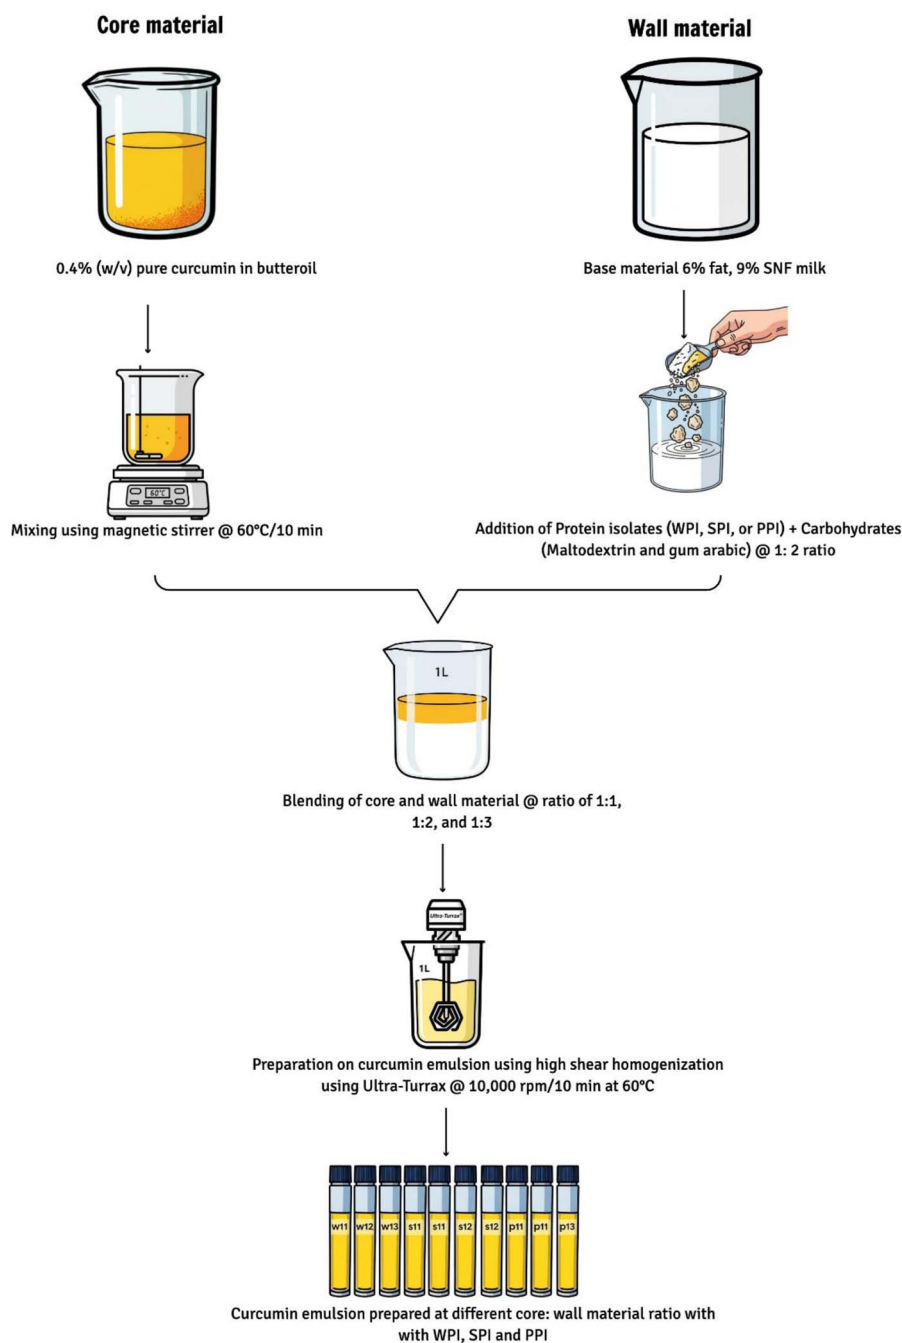 Core material
Wall material
0.4% (w/v) pure curcumin in butteroil
Base material 6% fat, 9% SNF milk
60°C
Mixing using magnetic stirrer @ 60°C/10 min
Addition of Protein isolates (WPI, SPI, or PPI) + Carbohydrates
(Maltodextrin and gum arabic) @ 1: 2 ratio
1L
Blending of core and wall material @ ratio of 1:1,
1:2, and 1:3
Ultra-Turrax®
1L
Preparation on curcumin emulsion using high shear homogenization
using Ultra-Turrax @ 10,000 rpm/10 min at 60°C
w11 w12 w13 s11 s11 s12 s12 p11 p11 p13
Curcumin emulsion prepared at different core: wall material ratio with
with WPI, SPI and PPI